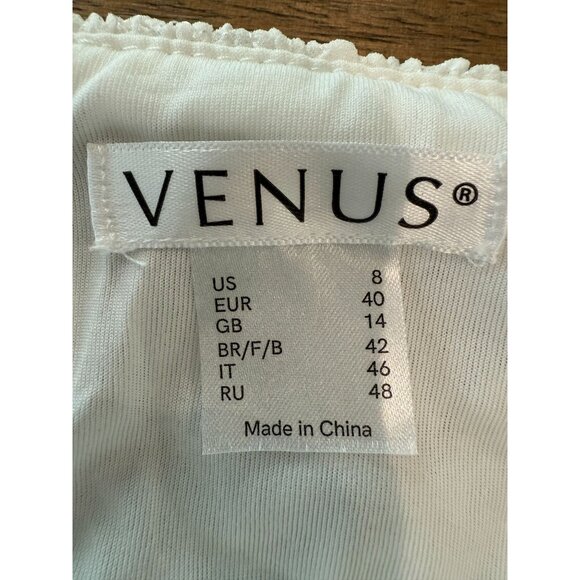 VENUS®
US 8
EUR 40
GB 14
BR/F/B 42
IT 46
RU 48
Made in China